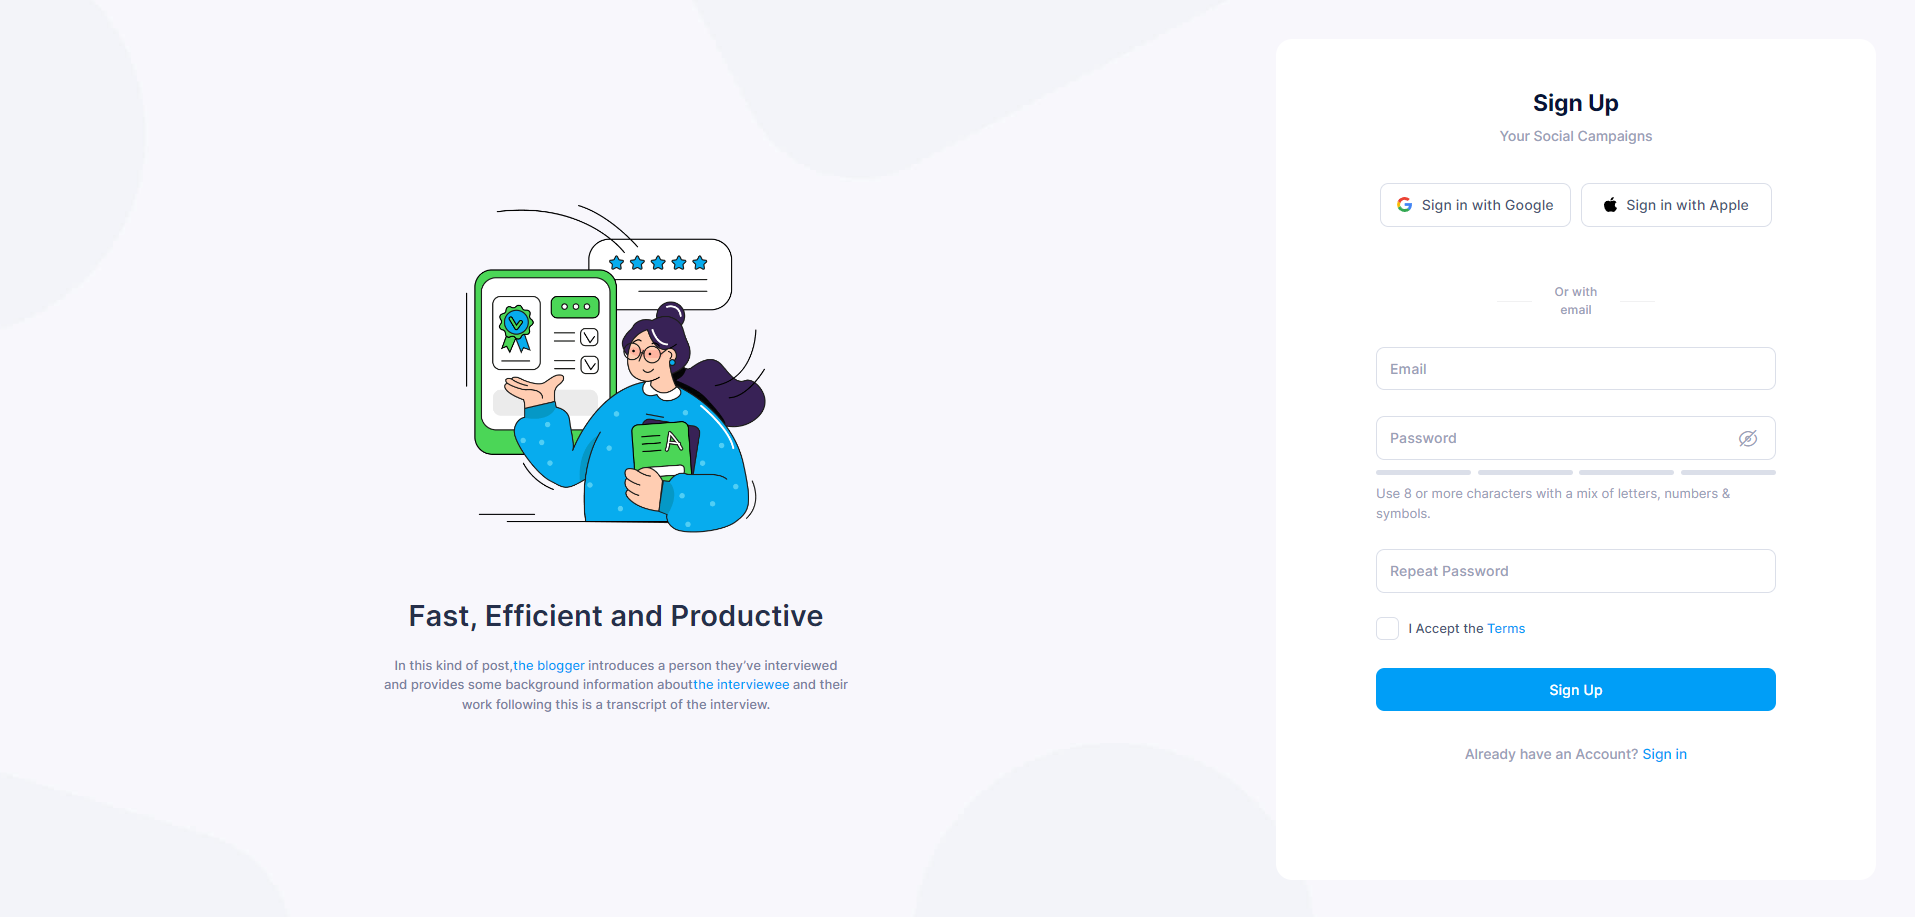 Sign Up
Your Social Campaigns
Sign in with Google
Sign in with Apple
Or with
email
Email
Password
Use 8 or more characters with a mix of letters, numbers &
symbols.
Repeat Password
I Accept the Terms
Sign Up
Already have an Account? Sign in
A
Fast, Efficient and Productive
In this kind of post,the blogger introduces a person they’ve interviewed
and provides some background information aboutthe interviewee and their
work following this is a transcript of the interview.